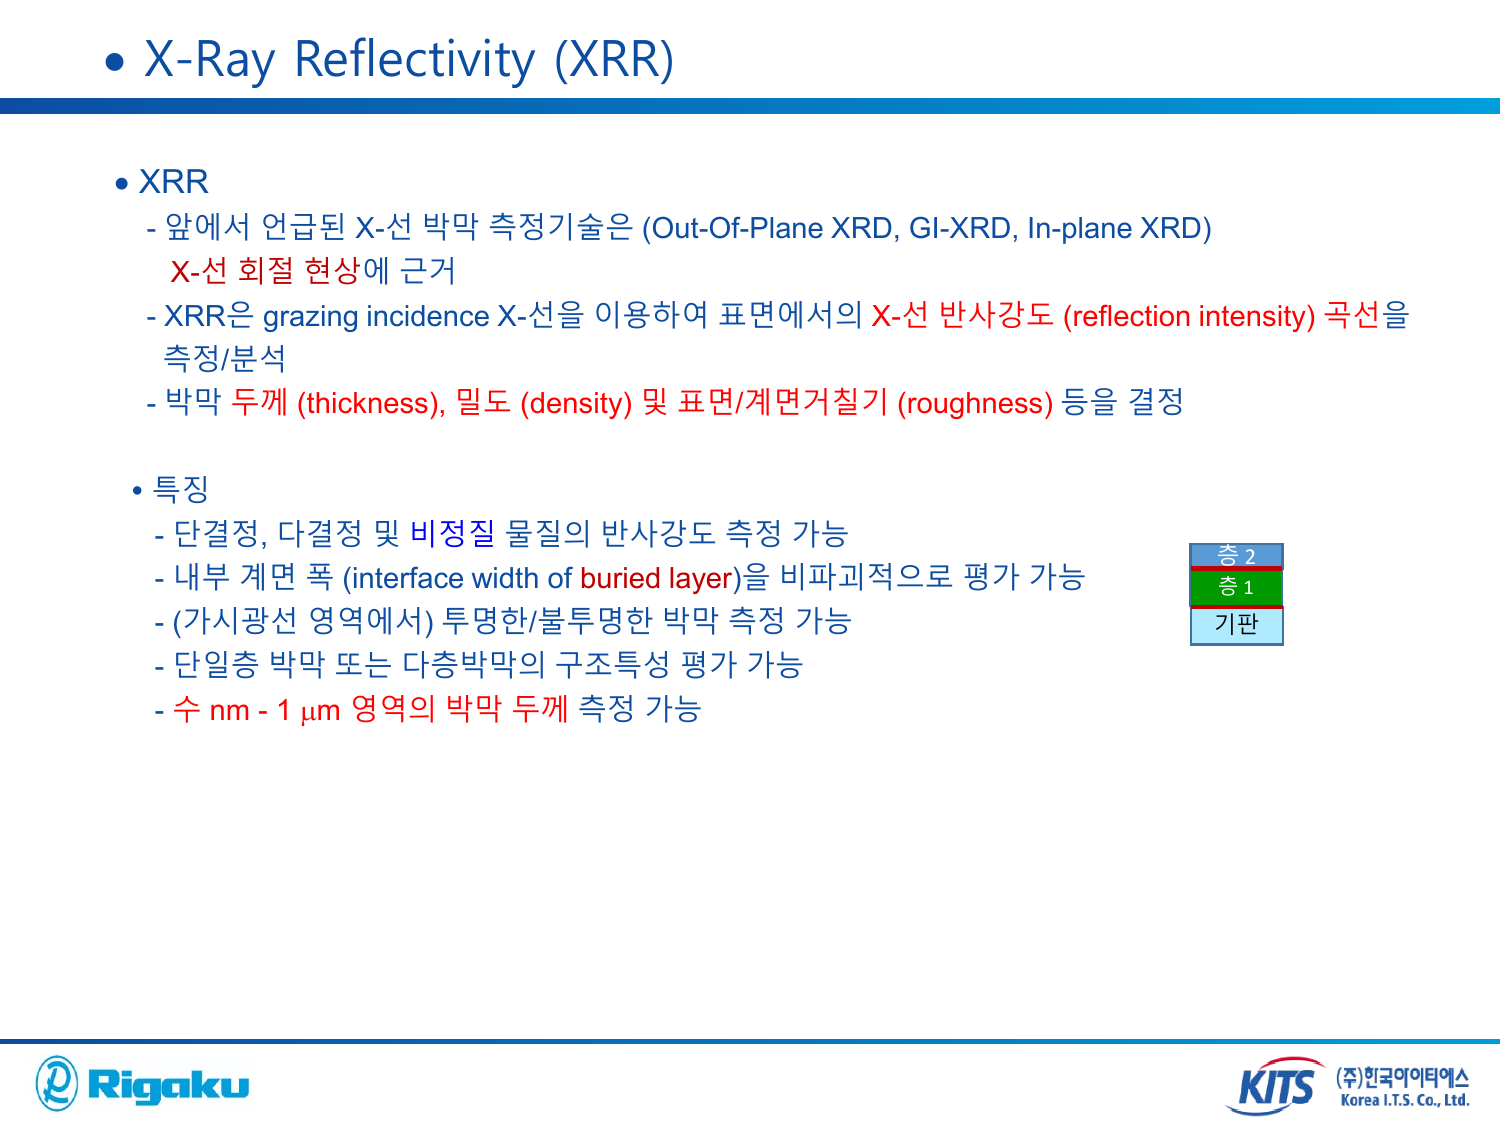 • X-Ray Reflectivity (XRR)
• XRR
- 앞에서 언급된 X-선 박막 측정기술은 (Out-Of-Plane XRD, GI-XRD, In-plane XRD)
X-선 회절 현상에 근거
- XRR은 grazing incidence X-선을 이용하여 표면에서의 X-선 반사강도 (reflection intensity) 곡선을
측정/분석
- 박막 두께 (thickness), 밀도 (density) 및 표면/계면거칠기 (roughness) 등을 결정
• 특징
- 단결정, 다결정 및 비정질 물질의 반사강도 측정 가능
- 내부 계면 폭 (interface width of buried layer)을 비파괴적으로 평가 가능
- (가시광선 영역에서) 투명한/불투명한 박막 측정 가능
- 단일층 박막 또는 다층박막의 구조특성 평가 가능
- 수 nm - 1 μm 영역의 박막 두께 측정 가능
층 2
층 1
기판
Rigaku
KITS
(주)한국아이티에스
Korea I.T.S. Co., Ltd.